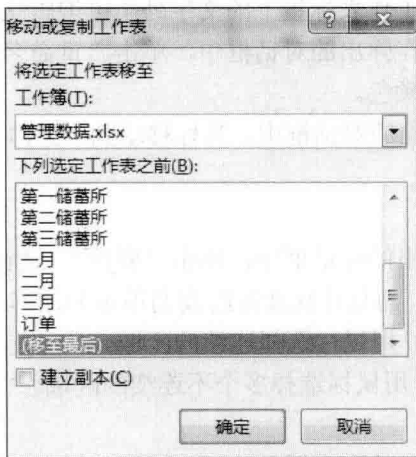 移动或复制工作表
将选定工作表移至
工作簿(T):
管理数据.xlsx
下列选定工作表之前(B):
第一储蓄所
第二储蓄所
第三储蓄所
一月
二月
三月
订单
(移至最后)
建立副本(C)
确定 取消